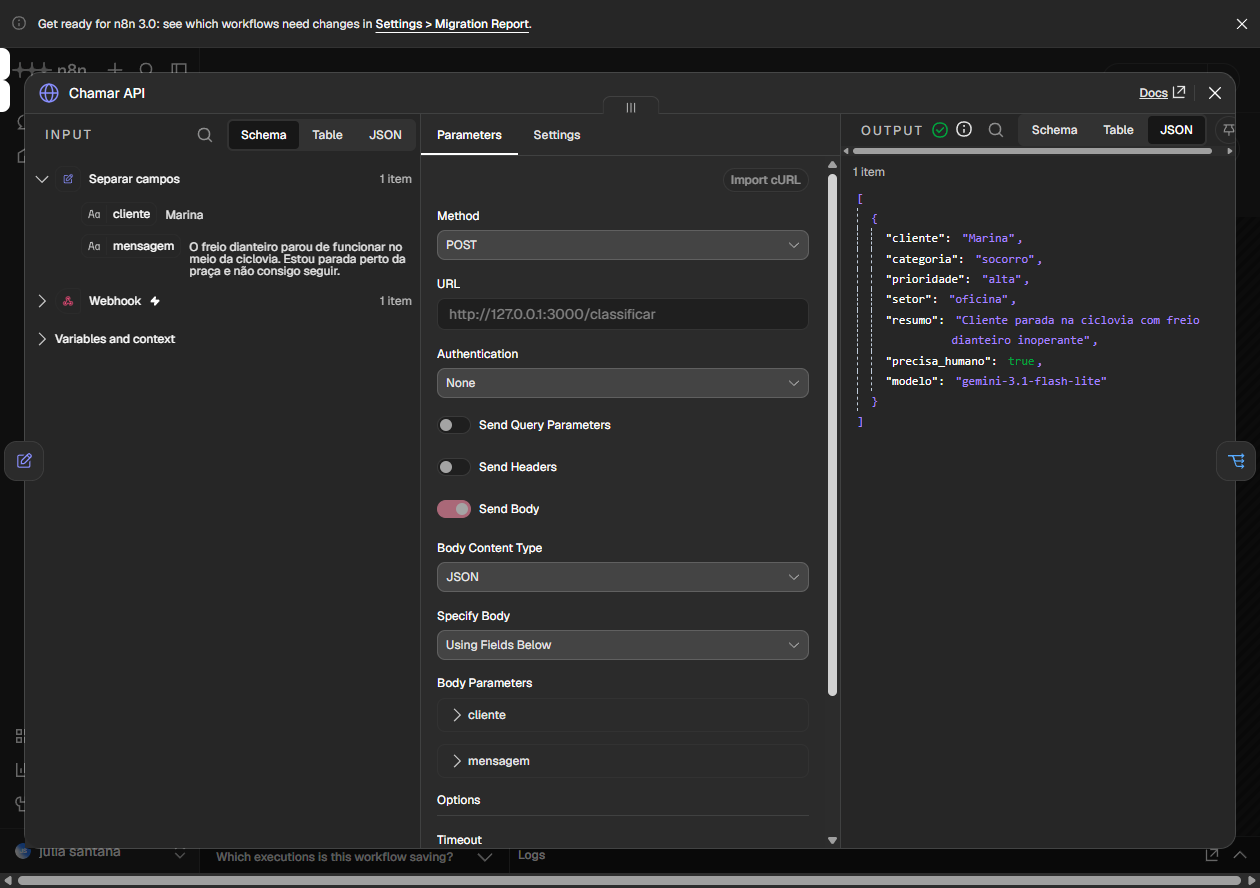 Get ready for n8n 3.0: see which workflows need changes in Settings > Migration Report.
n8n
Chamar API
Docs
INPUT
Schema
Table
JSON
Separar campos
1 item
Aa cliente Marina
Aa mensagem O freio dianteiro parou de funcionar no
meio da ciclovia. Estou parada perto da
praça e não consigo seguir.
Webhook
1 item
Variables and context
Parameters
Settings
Import cURL
Method
POST
URL
http://127.0.0.1:3000/classificar
Authentication
None
Send Query Parameters
Send Headers
Send Body
Body Content Type
JSON
Specify Body
Using Fields Below
Body Parameters
cliente
mensagem
Options
Timeout
OUTPUT
Schema
Table
JSON
1 item
[
{
"cliente": "Marina",
"categoria": "socorro",
"prioridade": "alta",
"setor": "oficina",
"resumo": "Cliente parada na ciclovia com freio
dianteiro inoperante",
"precisa_humano": true,
"modelo": "gemini-3.1-flash-lite"
}
]
julia santana
Which executions is this workflow saving?
Logs